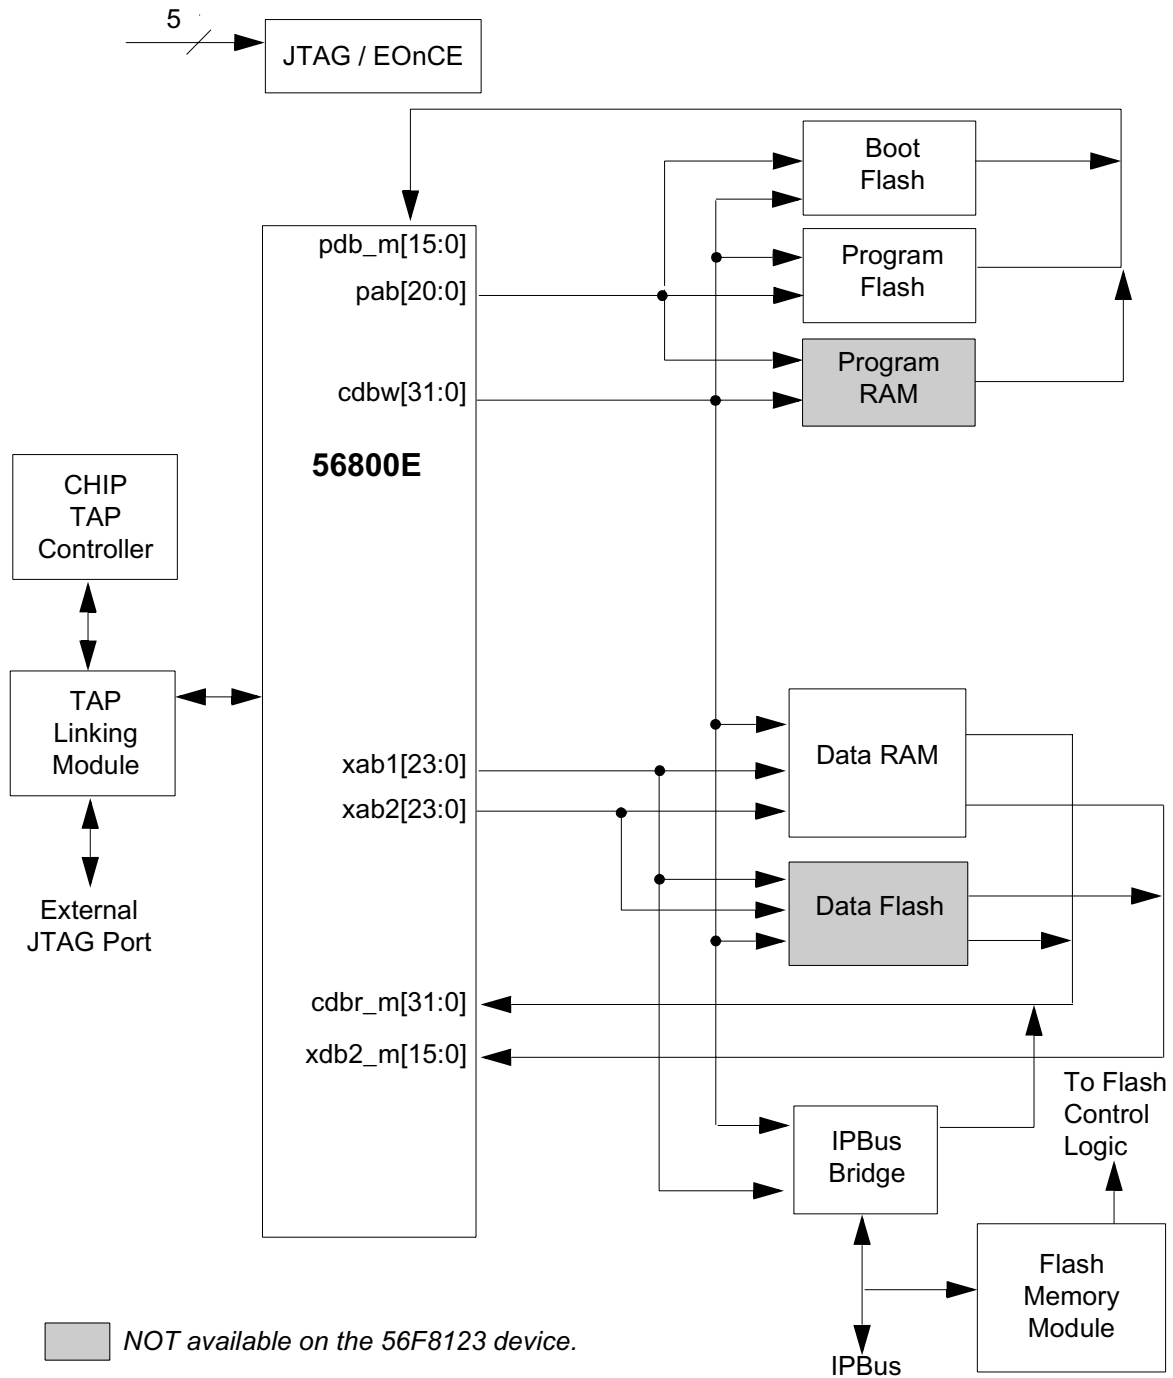 5
JTAG / EOnCE
Boot
Flash
pdb_m[15:0]
Program
Flash
pab[20:0]
Program
RAM
cdbw[31:0]
56800E
CHIP
TAP
Controller
TAP
Linking
Module
Data RAM
xab1[23:0]
xab2[23:0]
Data Flash
External
JTAG Port
cdbr_m[31:0]
xdb2_m[15:0]
To Flash
Control
Logic
IPBus
Bridge
Flash
Memory
Module
NOT available on the 56F8123 device.
IPBus